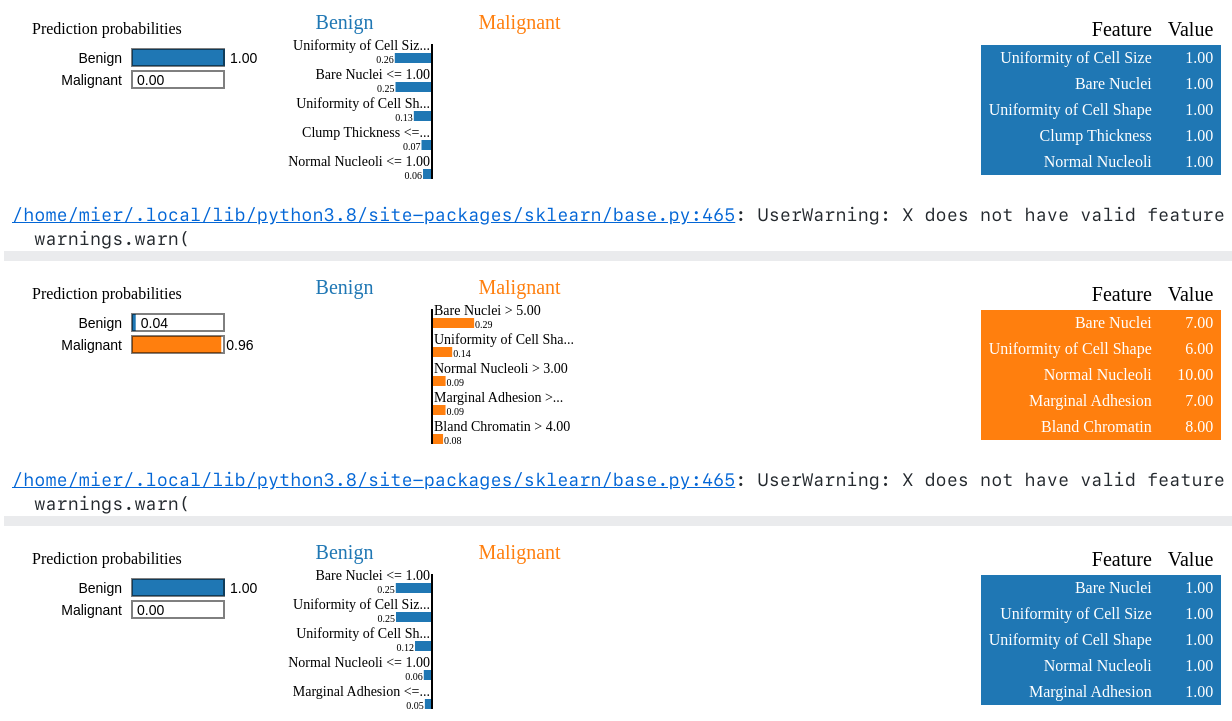 Prediction probabilities
Benign 1.00
Malignant 0.00
Benign Malignant
Uniformity of Cell Siz...
0.26
Bare Nuclei <= 1.00
0.25
Uniformity of Cell Sh...
0.13
Clump Thickness <=...
0.07
Normal Nucleoli <= 1.00
0.06
Feature Value
Uniformity of Cell Size 1.00
Bare Nuclei 1.00
Uniformity of Cell Shape 1.00
Clump Thickness 1.00
Normal Nucleoli 1.00
/home/mier/.local/lib/python3.8/site-packages/sklearn/base.py:465: UserWarning: X does not have valid feature
warnings.warn(
Prediction probabilities
Benign 0.04
Malignant 0.96
Benign Malignant
Bare Nuclei > 5.00
0.29
Uniformity of Cell Sha...
0.14
Normal Nucleoli > 3.00
0.09
Marginal Adhesion >...
0.09
Bland Chromatin > 4.00
0.08
Feature Value
Bare Nuclei 7.00
Uniformity of Cell Shape 6.00
Normal Nucleoli 10.00
Marginal Adhesion 7.00
Bland Chromatin 8.00
/home/mier/.local/lib/python3.8/site-packages/sklearn/base.py:465: UserWarning: X does not have valid feature
warnings.warn(
Prediction probabilities
Benign 1.00
Malignant 0.00
Benign Malignant
Bare Nuclei <= 1.00
0.25
Uniformity of Cell Siz...
0.25
Uniformity of Cell Sh...
0.12
Normal Nucleoli <= 1.00
0.06
Marginal Adhesion <=...
0.05
Feature Value
Bare Nuclei 1.00
Uniformity of Cell Size 1.00
Uniformity of Cell Shape 1.00
Normal Nucleoli 1.00
Marginal Adhesion 1.00